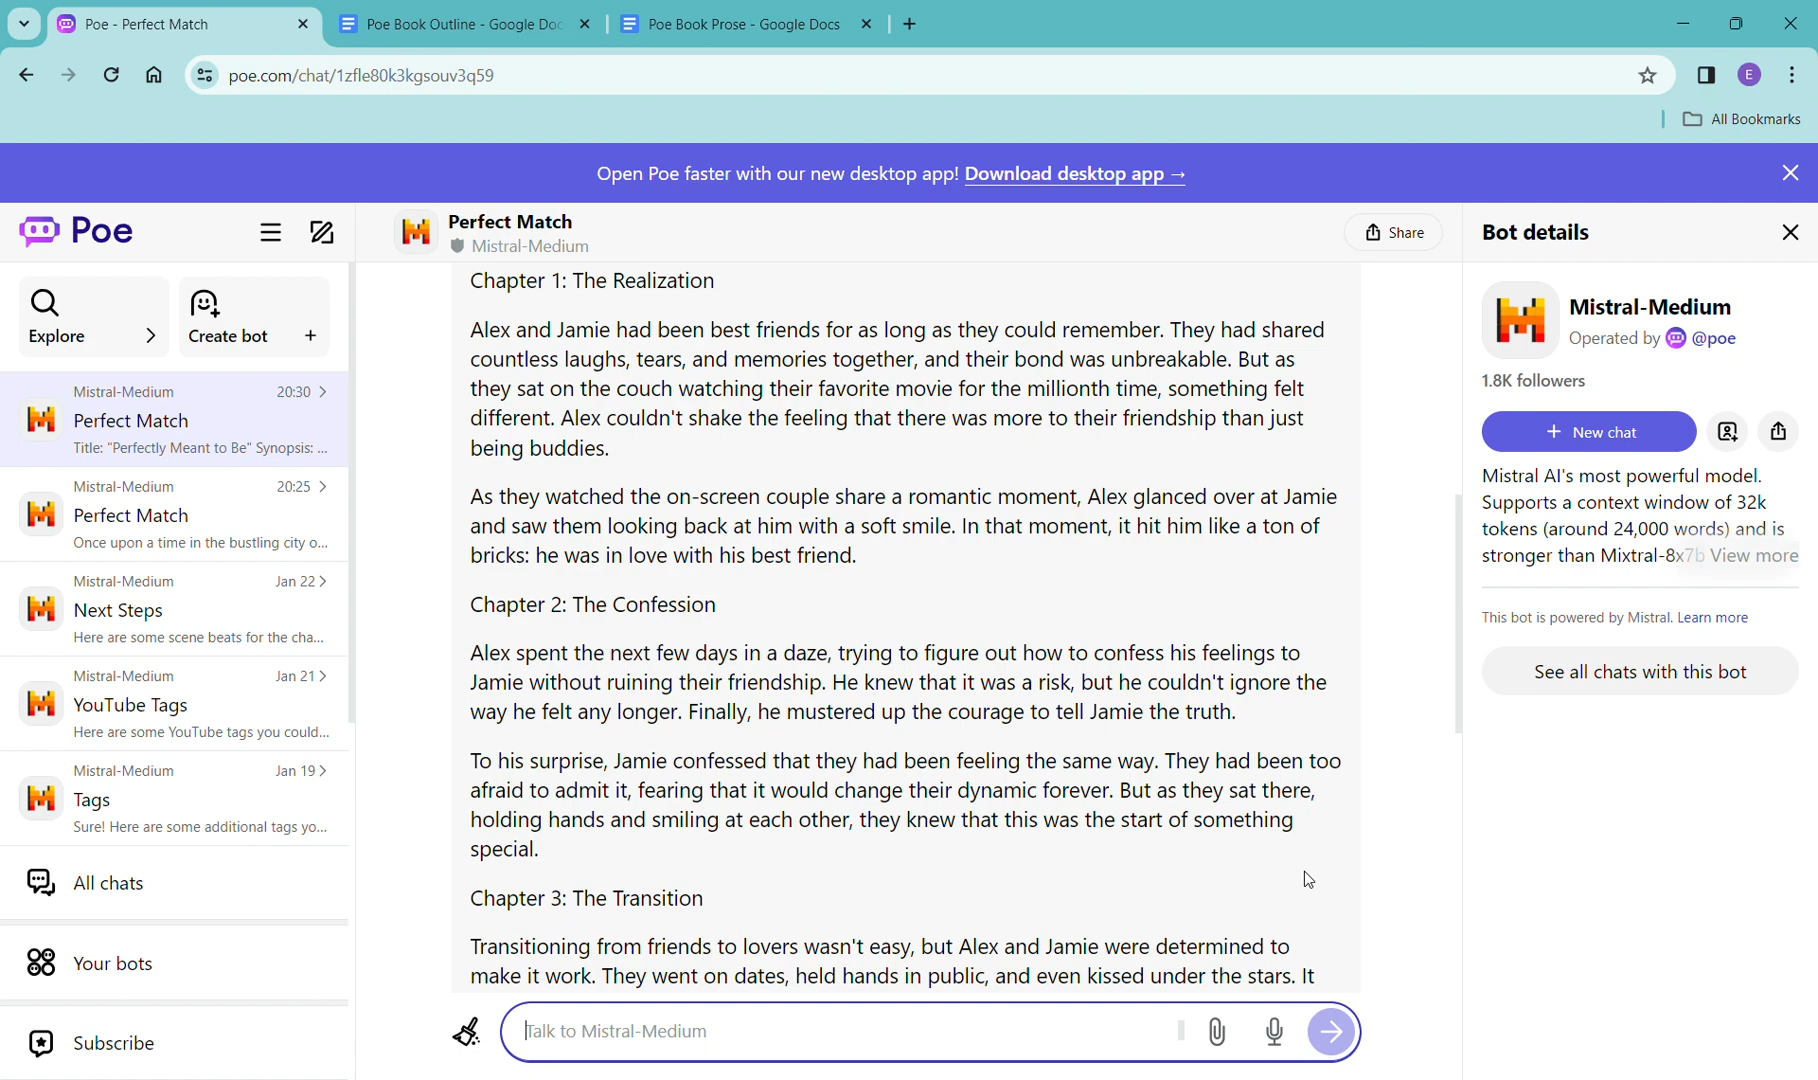 Poe - Perfect Match
Poe Book Outline - Google Doc
Poe Book Prose - Google Docs
poe.com/chat/1zfle80k3kgsouv3q59
E
All Bookmarks
Open Poe faster with our new desktop app! Download desktop app →
Poe
Explore
Create bot
Mistral-Medium 20:30
Perfect Match
Title: "Perfectly Meant to Be" Synopsis: ...
Mistral-Medium 20:25
Perfect Match
Once upon a time in the bustling city o...
Mistral-Medium Jan 22
Next Steps
Here are some scene beats for the cha...
Mistral-Medium Jan 21
YouTube Tags
Here are some YouTube tags you could...
Mistral-Medium Jan 19
Tags
Sure! Here are some additional tags yo...
All chats
Your bots
Subscribe
Perfect Match
Mistral-Medium
Share
Chapter 1: The Realization
Alex and Jamie had been best friends for as long as they could remember. They had shared
countless laughs, tears, and memories together, and their bond was unbreakable. But as
they sat on the couch watching their favorite movie for the millionth time, something felt
different. Alex couldn't shake the feeling that there was more to their friendship than just
being buddies.
As they watched the on-screen couple share a romantic moment, Alex glanced over at Jamie
and saw them looking back at him with a soft smile. In that moment, it hit him like a ton of
bricks: he was in love with his best friend.
Chapter 2: The Confession
Alex spent the next few days in a daze, trying to figure out how to confess his feelings to
Jamie without ruining their friendship. He knew that it was a risk, but he couldn't ignore the
way he felt any longer. Finally, he mustered up the courage to tell Jamie the truth.
To his surprise, Jamie confessed that they had been feeling the same way. They had been too
afraid to admit it, fearing that it would change their dynamic forever. But as they sat there,
holding hands and smiling at each other, they knew that this was the start of something
special.
Chapter 3: The Transition
Transitioning from friends to lovers wasn't easy, but Alex and Jamie were determined to
make it work. They went on dates, held hands in public, and even kissed under the stars. It
Talk to Mistral-Medium
Bot details
Mistral-Medium
Operated by @poe
1.8K followers
New chat
Mistral AI's most powerful model.
Supports a context window of 32k
tokens (around 24,000 words) and is
stronger than Mixtral-8x7b View more
This bot is powered by Mistral. Learn more
See all chats with this bot